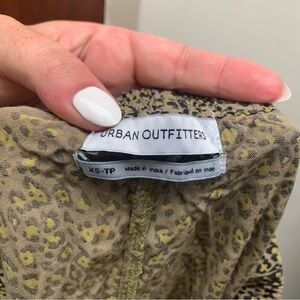 URBAN OUTFITTERS
XS-TP Made in India / Fabriqué en Inde